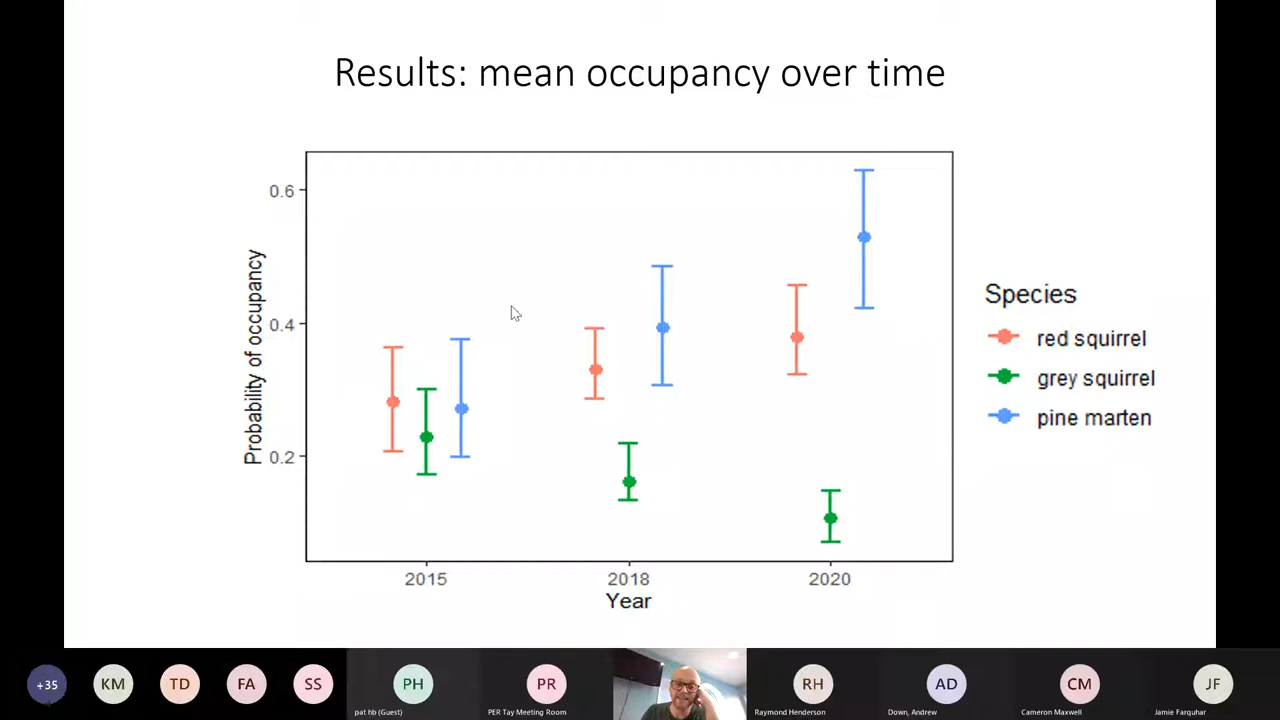 Results: mean occupancy over time
Probability of occupancy
0.6
0.4
0.2
2015 2018 2020
Year
Species
red squirrel
grey squirrel
pine marten
+35 KM TD FA SS PH PR RH AD CM JF
pat hb (Guest) PER Tay Meeting Room Raymond Henderson Down, Andrew Cameron Maxwell Jamie Farquhar